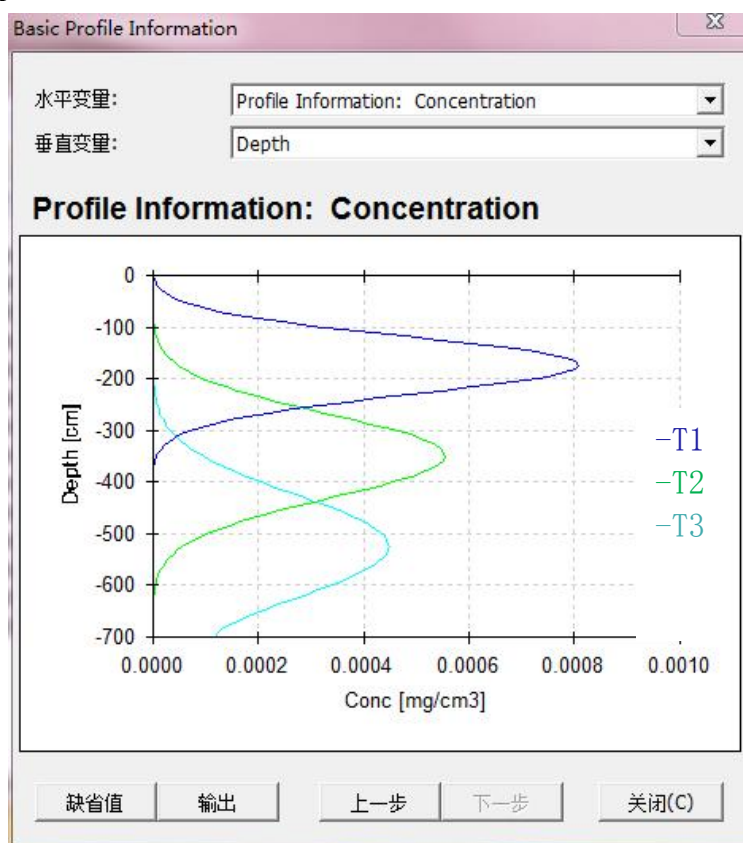 Basic Profile Information
水平变量: Profile Information: Concentration
垂直变量: Depth
Profile Information: Concentration
0
-100
-200
-300
-400
-500
-600
-700
Depth [cm]
-T1
-T2
-T3
0.0000 0.0002 0.0004 0.0006 0.0008 0.0010
Conc [mg/cm3]
缺省值 输出 上一步 下一步 关闭(C)